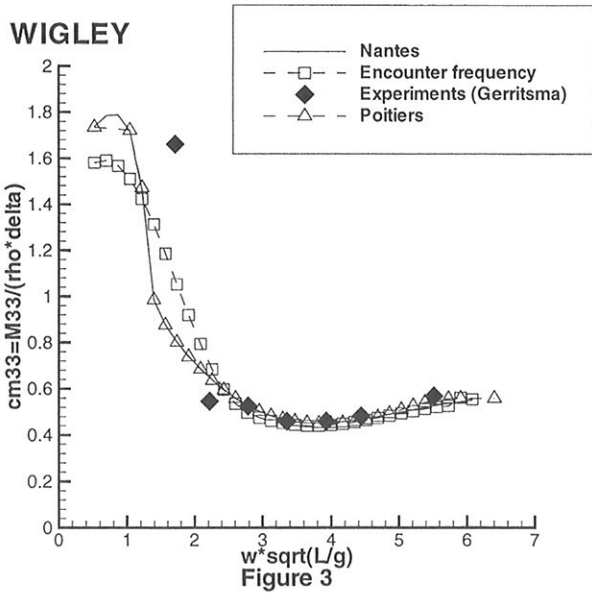 WIGLEY
Nantes
Encounter frequency
Experiments (Gerritsma)
Poitiers
2
1.8
1.6
1.4
1.2
1
0.8
0.6
0.4
0.2
0
cm33=M33/(rho*delta)
0 1 2 3 4 5 6 7
w*sqrt(L/g)
Figure 3